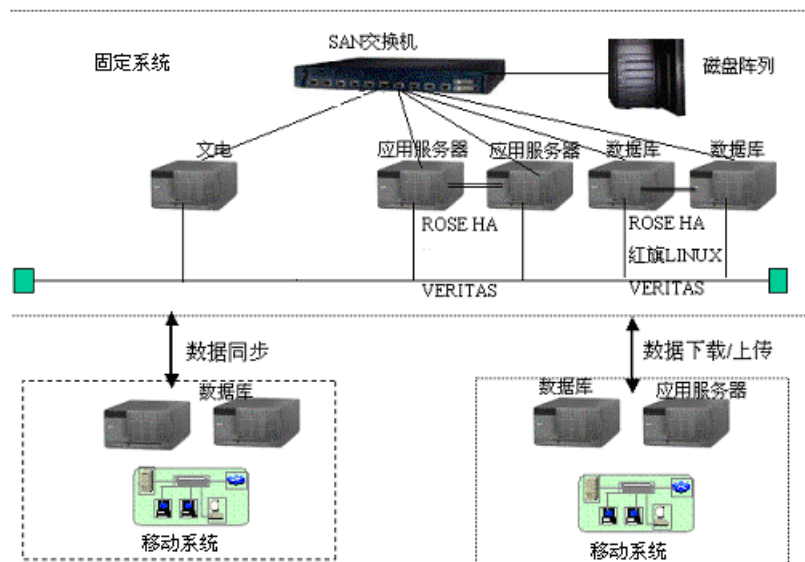 SAN交换机
固定系统
磁盘阵列
文电
应用服务器
应用服务器
数据库
数据库
ROSE HA
ROSE HA
红旗LINUX
VERITAS
VERITAS
数据同步
数据下载/上传
数据库
数据库
应用服务器
移动系统
移动系统